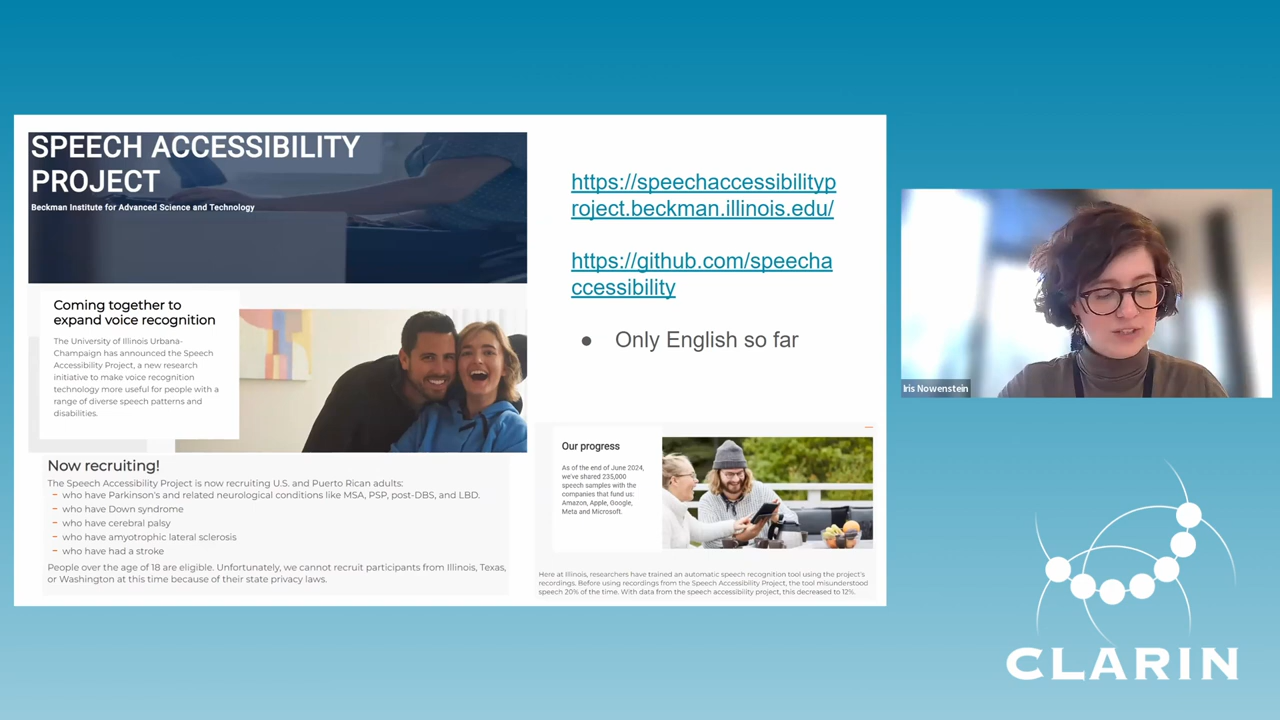 SPEECH ACCESSIBILITY
PROJECT
Beckman Institute for Advanced Science and Technology
Coming together to
expand voice recognition
The University of Illinois Urbana-
Champaign has announced the Speech
Accessibility Project, a new research
initiative to make voice recognition
technology more useful for people with a
range of diverse speech patterns and
disabilities.
Now recruiting!
The Speech Accessibility Project is now recruiting U.S. and Puerto Rican adults:
– who have Parkinson's and related neurological conditions like MSA, PSP, post-DBS, and LBD.
– who have Down syndrome
– who have cerebral palsy
– who have amyotrophic lateral sclerosis
– who have had a stroke
People over the age of 18 are eligible. Unfortunately, we cannot recruit participants from Illinois, Texas,
or Washington at this time because of their state privacy laws.
https://speechaccessibilityp
roject.beckman.illinois.edu/
https://github.com/speecha
ccessibility
● Only English so far
Our progress
As of the end of June 2024,
we've shared 235,000
speech samples with the
companies that fund us:
Amazon, Apple, Google,
Meta and Microsoft.
Here at Illinois, researchers have trained an automatic speech recognition tool using the project's
recordings. Before using recordings from the Speech Accessibility Project, the tool misunderstood
speech 20% of the time. With data from the speech accessibility project, this decreased to 12%.
Iris Nowenstein
CLARIN